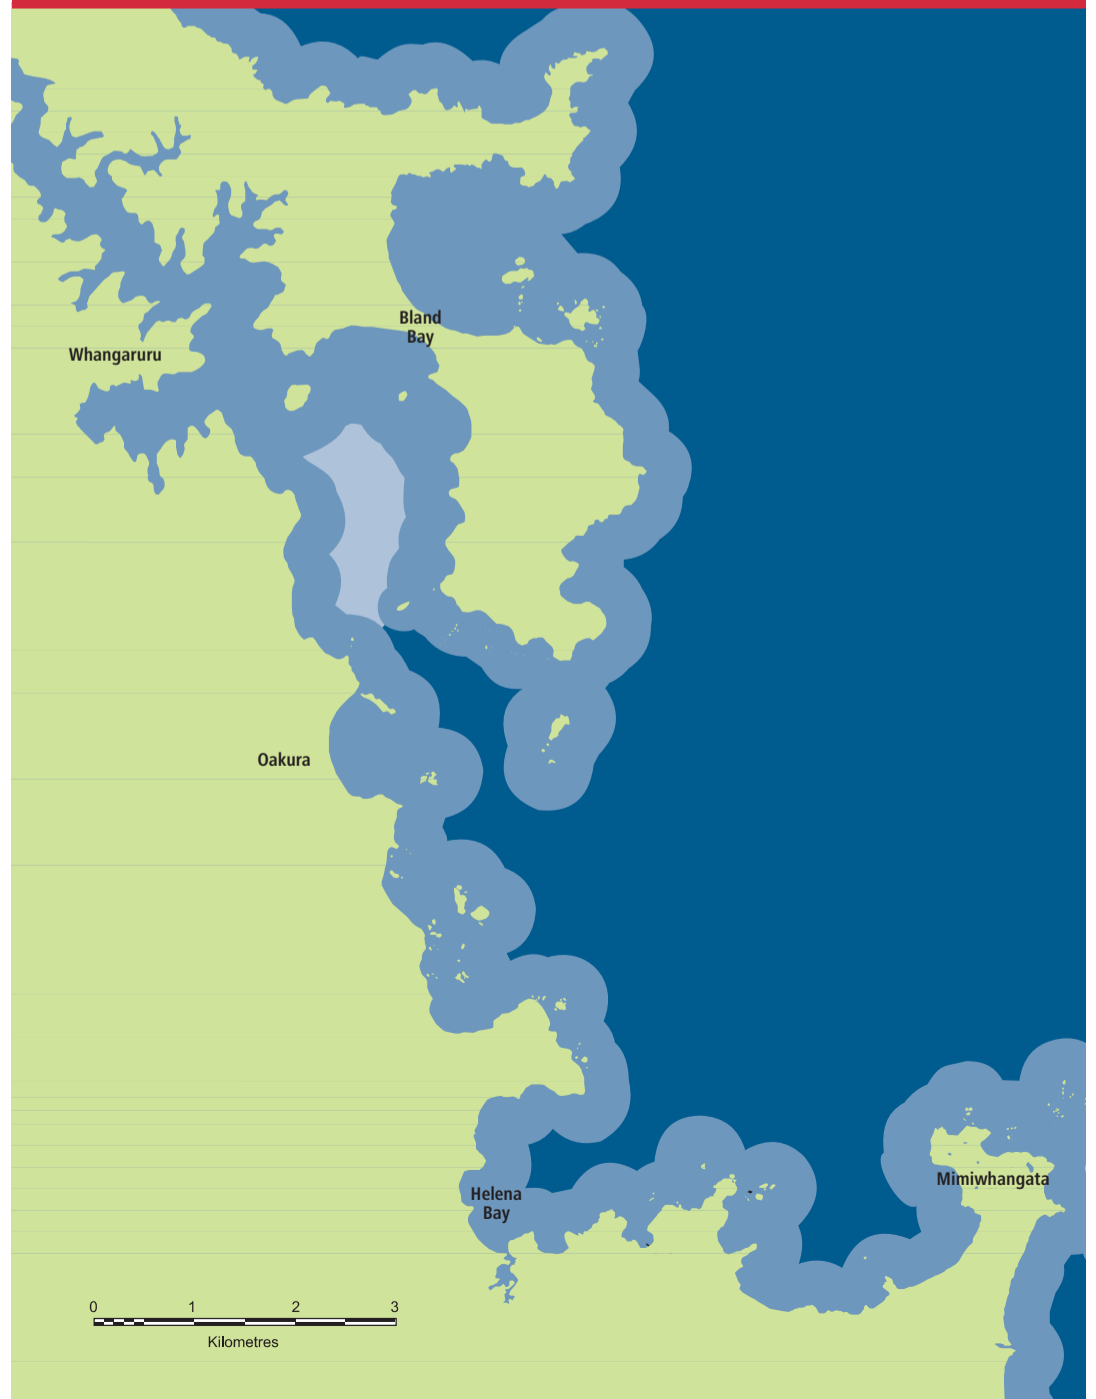 Bland
Bay
Whangaruru
Oakura
Mimiwhangata
Helena
Bay
0 1 2 3
Kilometres